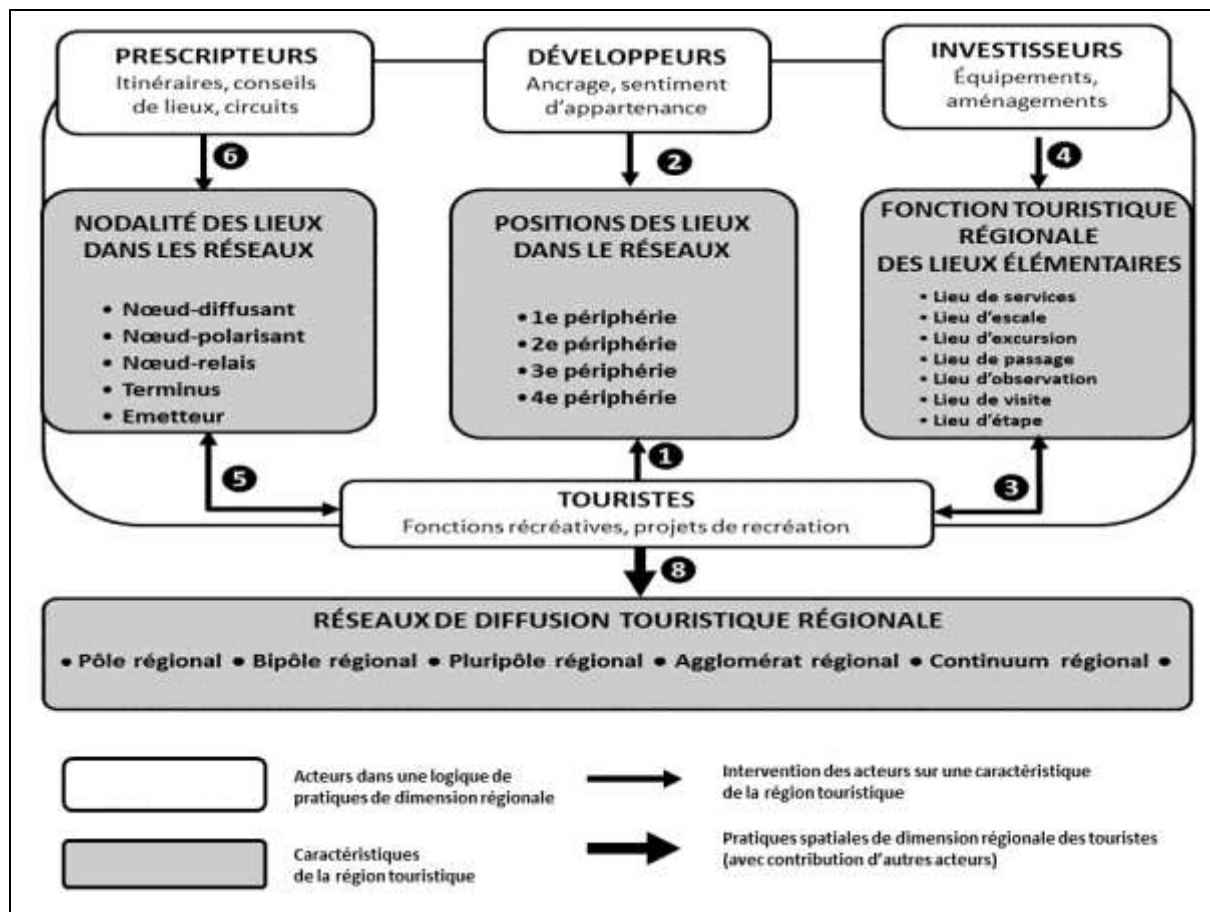 PRESCRIPTEURS
Itinéraires, conseils
de lieux, circuits
DÉVELOPPEURS
Ancrage, sentiment
d'appartenance
INVESTISSEURS
Équipements,
aménagements
6
2
4
NODALITÉ DES LIEUX
DANS LES RÉSEAUX
• Nœud-diffusant
• Nœud-polarisant
• Nœud-relais
• Terminus
• Emetteur
POSITIONS DES LIEUX
DANS LE RÉSEAUX
• 1e périphérie
• 2e périphérie
• 3e périphérie
• 4e périphérie
FONCTION TOURISTIQUE
RÉGIONALE
DES LIEUX ÉLÉMENTAIRES
• Lieu de services
• Lieu d'escale
• Lieu d'excursion
• Lieu de passage
• Lieu d'observation
• Lieu de visite
• Lieu d'étape
5
1
3
TOURISTES
Fonctions récréatives, projets de recréation
8
RÉSEAUX DE DIFFUSION TOURISTIQUE RÉGIONALE
• Pôle régional • Bipôle régional • Pluripôle régional • Agglomérat régional • Continuum régional •
Acteurs dans une logique de
pratiques de dimension régionale
Intervention des acteurs sur une caractéristique
de la région touristique
Caractéristiques
de la région touristique
Pratiques spatiales de dimension régionale des touristes
(avec contribution d'autres acteurs)